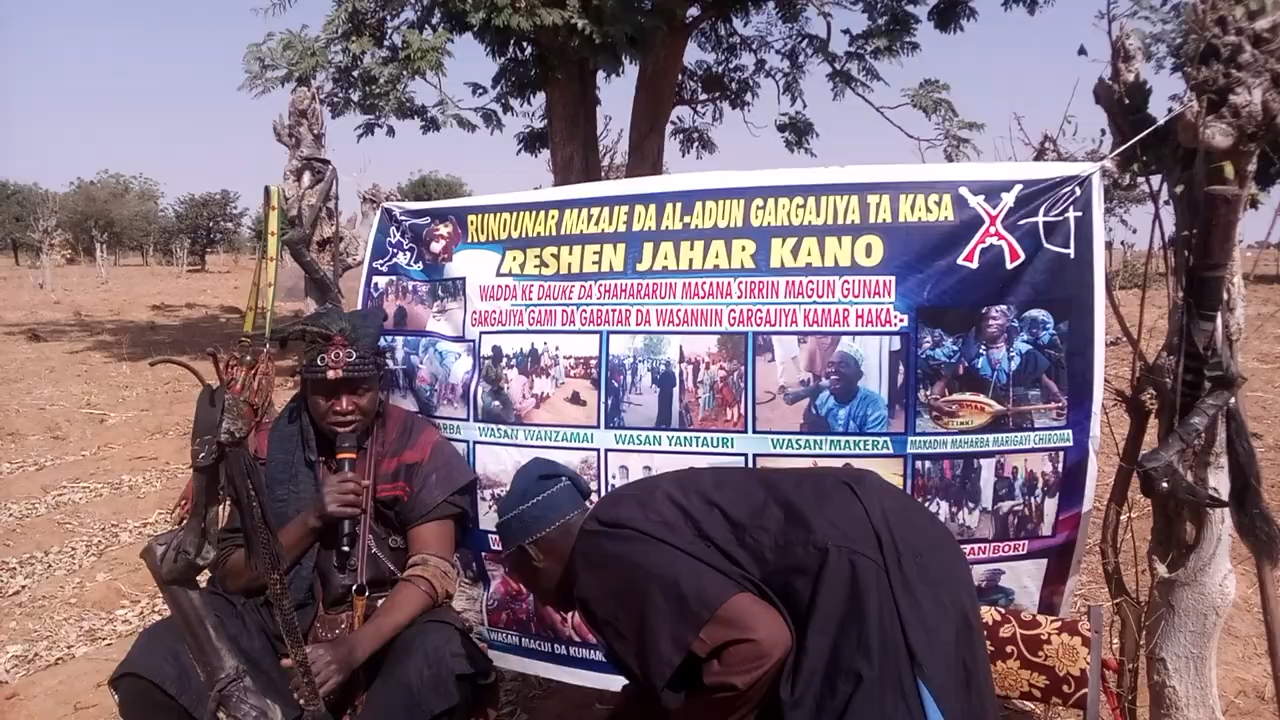 RUNDUNAR MAZAJE DA AL-ADUN GARGAJIYA TA KASA
RESHEN JAHAR KANO
WADDA KE DAUKE DA SHAHARARUN MASANA SIRRIN MAGUN GUNAN
GARGAJIYA GAMI DA GABATAR DA WASANNIN GARGAJIYA KAMAR HAKA:-
WASAN WANZAMAI
WASAN YANTAURI
WASAN MAKERA
MAKADIN MAHARBA MARIGAYI CHIROMA
BORI
WASAN MACIJI DA